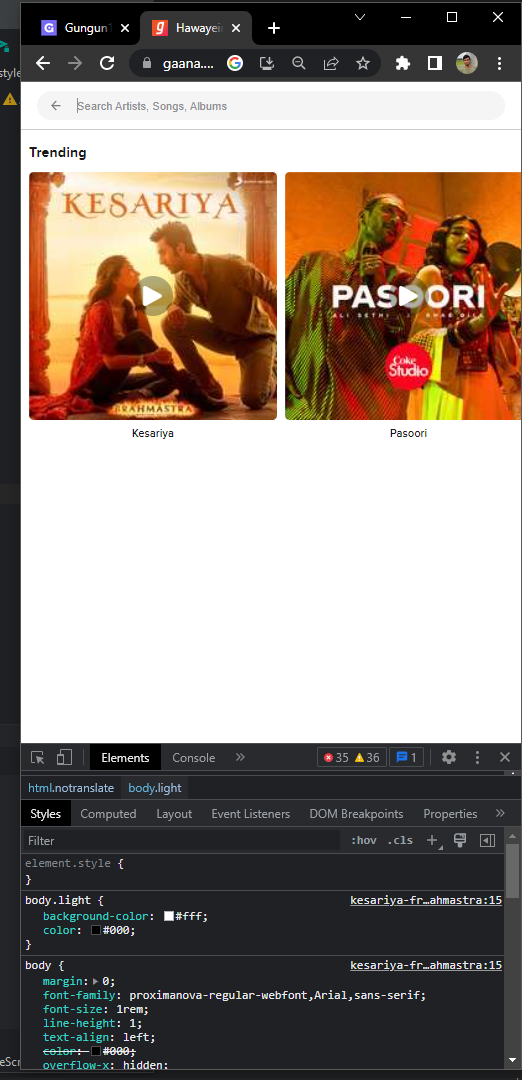 Gungun
Hawayein
gaana....
style
Search Artists, Songs, Albums
Trending
KESARIYA
BRAHMASTRA
PASOORI
ALI SETHI
Coke
Studio
Kesariya
Pasoori
Elements
Console
35
36
1
html.notranslate
body.light
Styles
Computed
Layout
Event Listeners
DOM Breakpoints
Properties
Filter
:hov
.cls
element.style {
}
body.light {
kesariya-fr…ahmastra:15
background-color: #fff;
color: #000;
}
body {
kesariya-fr…ahmastra:15
margin: 0;
font-family: proximanova-regular-webfont,Arial,sans-serif;
font-size: 1rem;
line-height: 1;
text-align: left;
color: #000;
overflow-x: hidden;
eScr